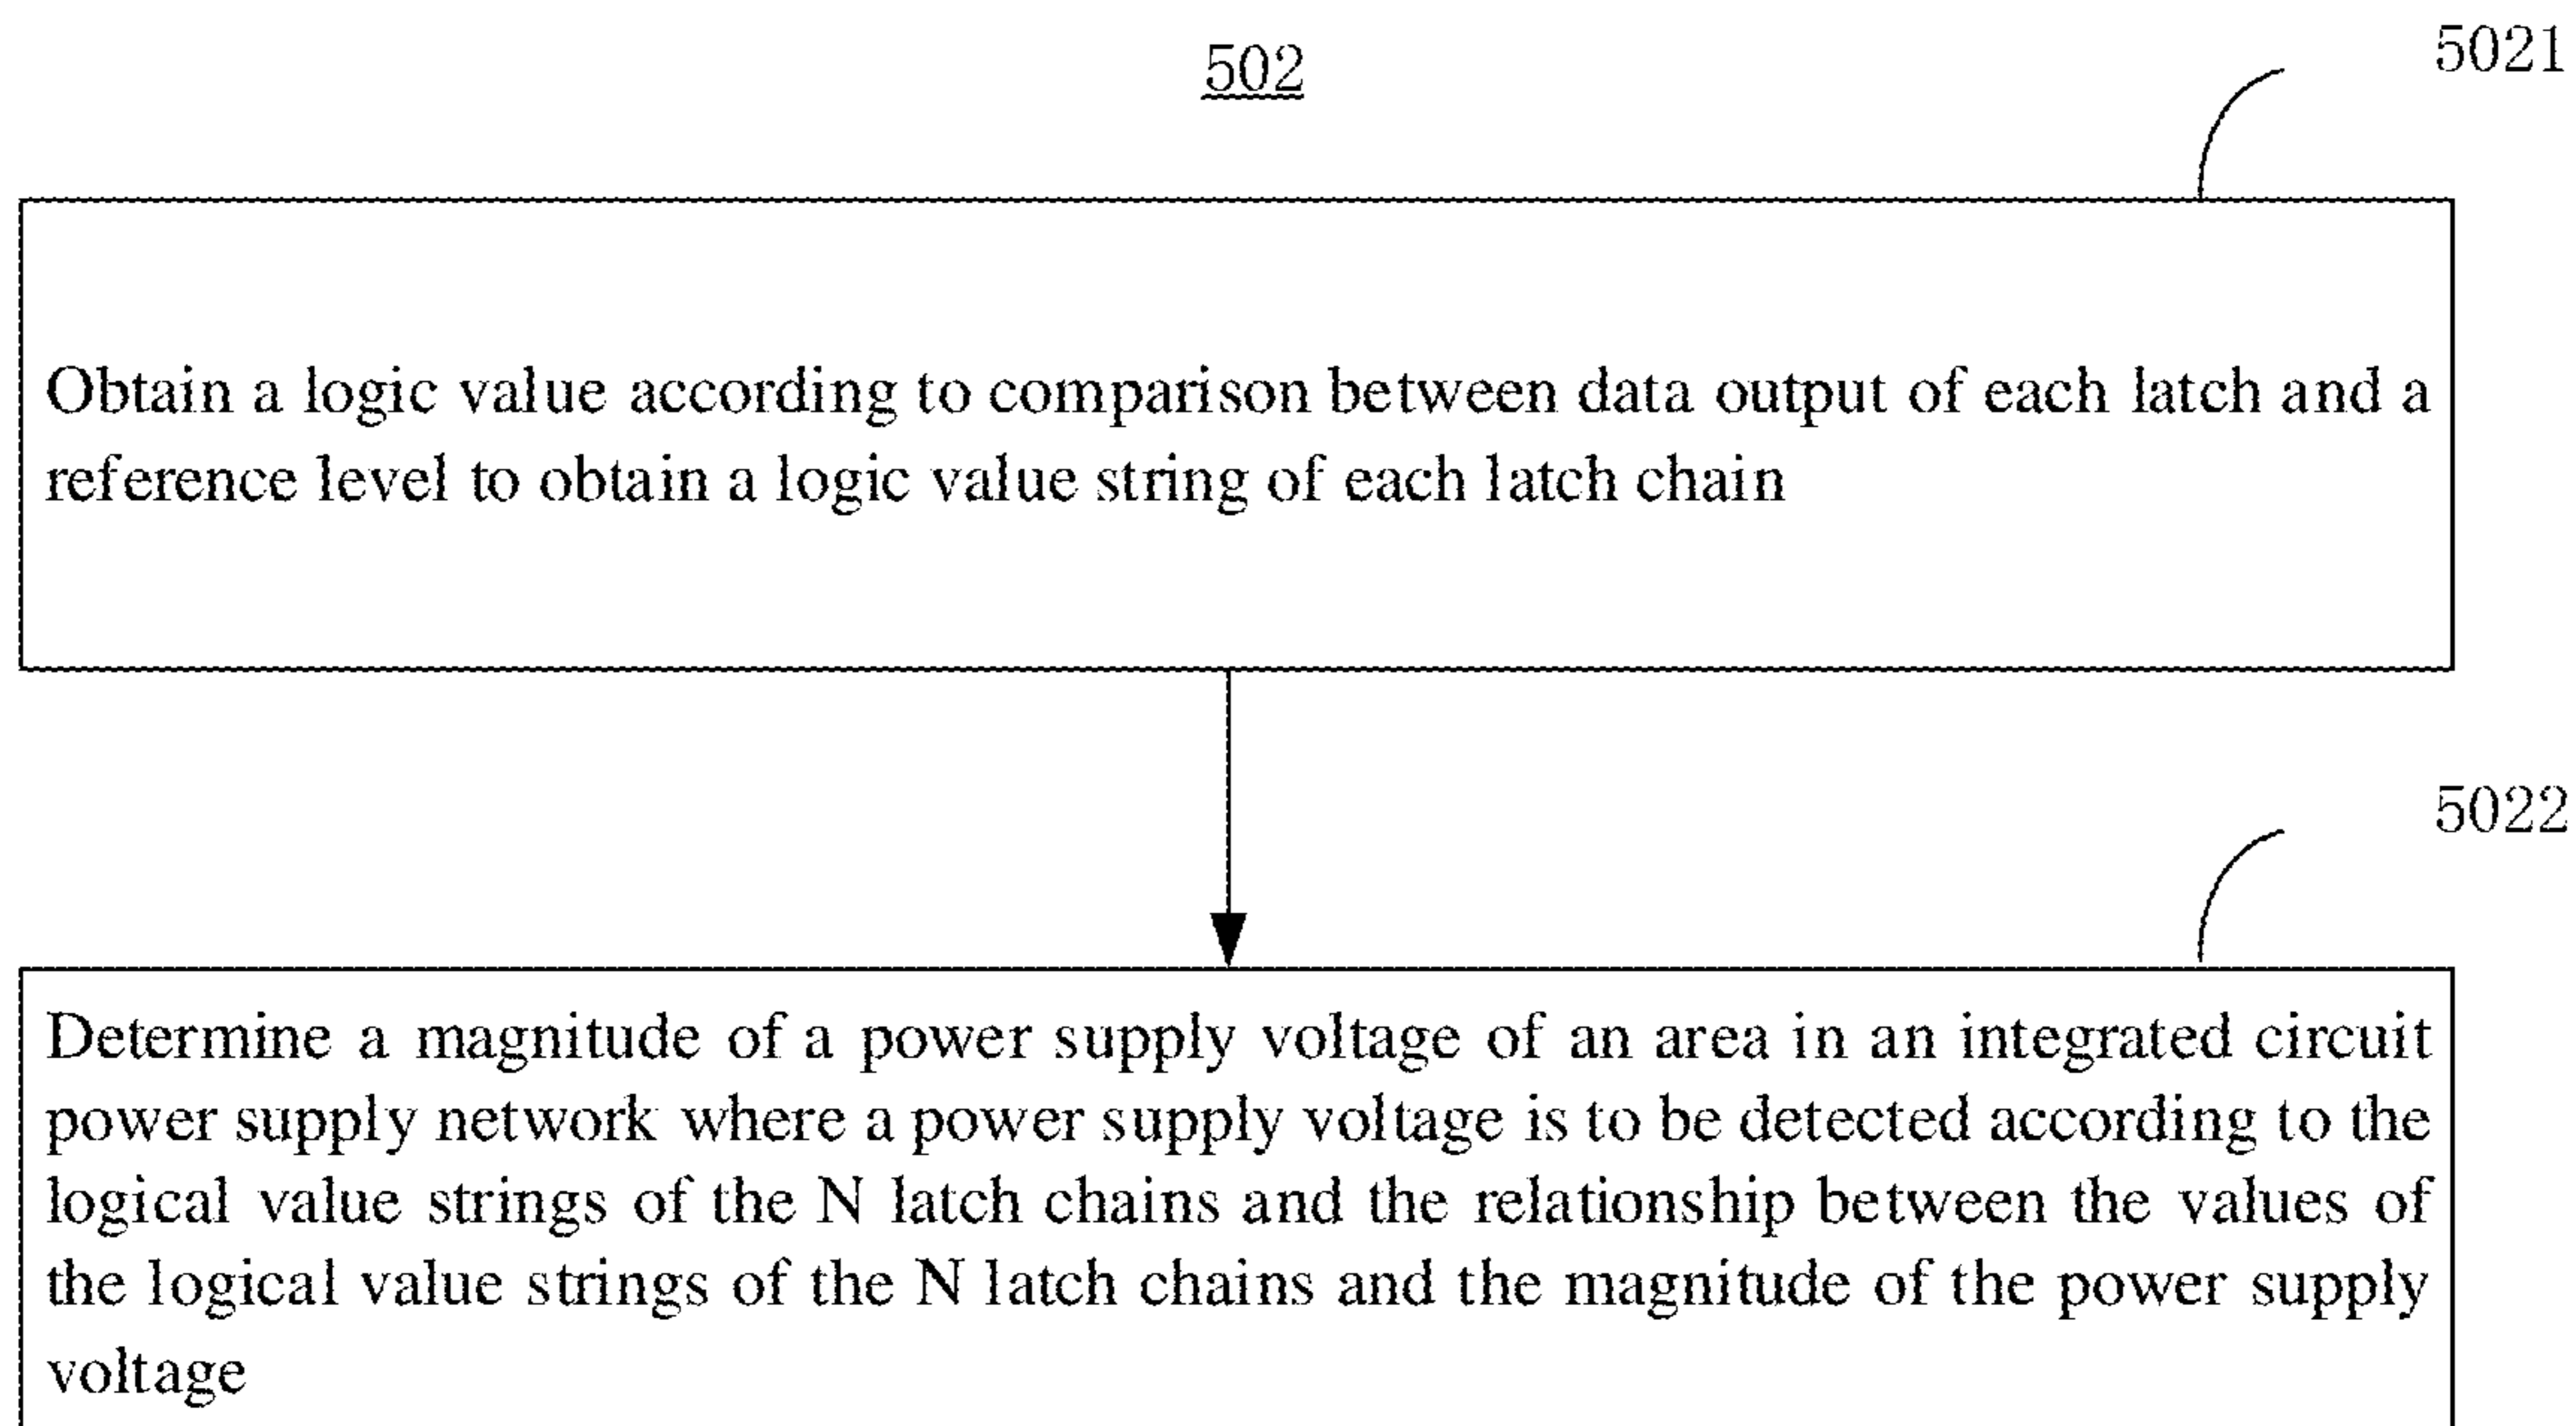 502
5021
Obtain a logic value according to comparison between data output of each latch and a
reference level to obtain a logic value string of each latch chain
5022
Determine a magnitude of a power supply voltage of an area in an integrated circuit
power supply network where a power supply voltage is to be detected according to the
logical value strings of the N latch chains and the relationship between the values of
the logical value strings of the N latch chains and the magnitude of the power supply
voltage